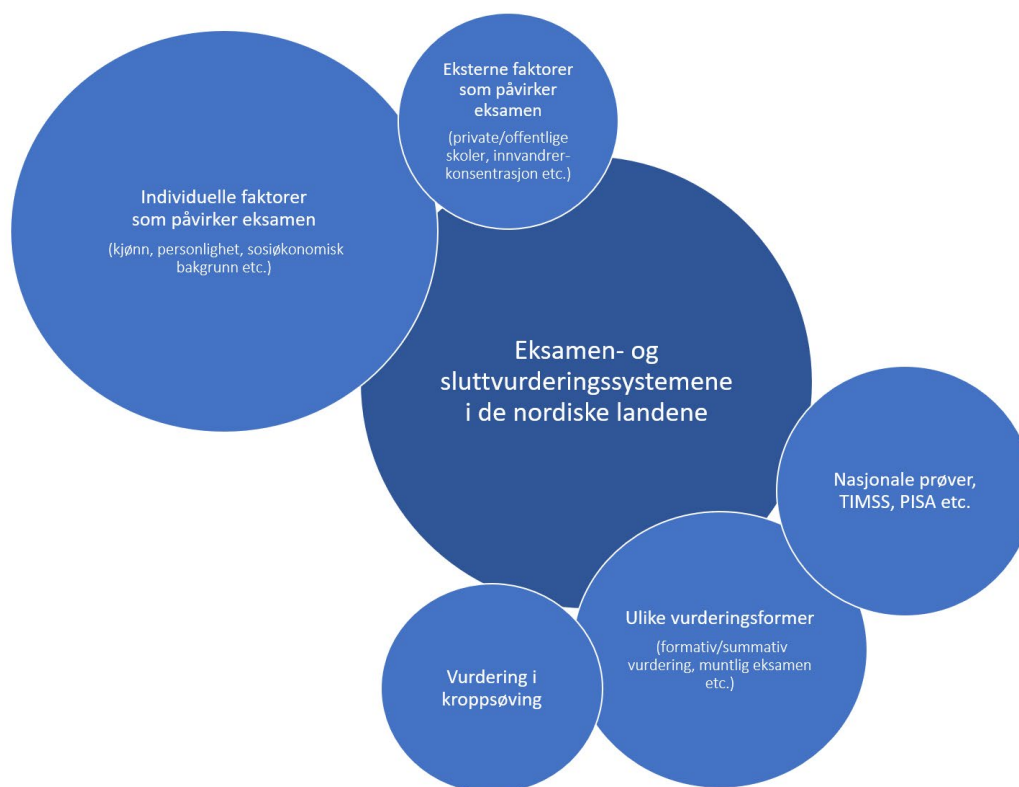 Eksterne faktorer
som påvirker
eksamen
(private/offentlige
skoler, innvandrer-
konsentrasjon etc.)
Individuelle faktorer
som påvirker eksamen
(kjønn, personlighet, sosiøkonomisk
bakgrunn etc.)
Eksamen- og
sluttvurderingssystemene
i de nordiske landene
Nasjonale prøver,
TIMSS, PISA etc.
Ulike vurderingsformer
(formativ/summativ
vurdering, muntlig eksamen
etc.)
Vurdering i
kroppsøving